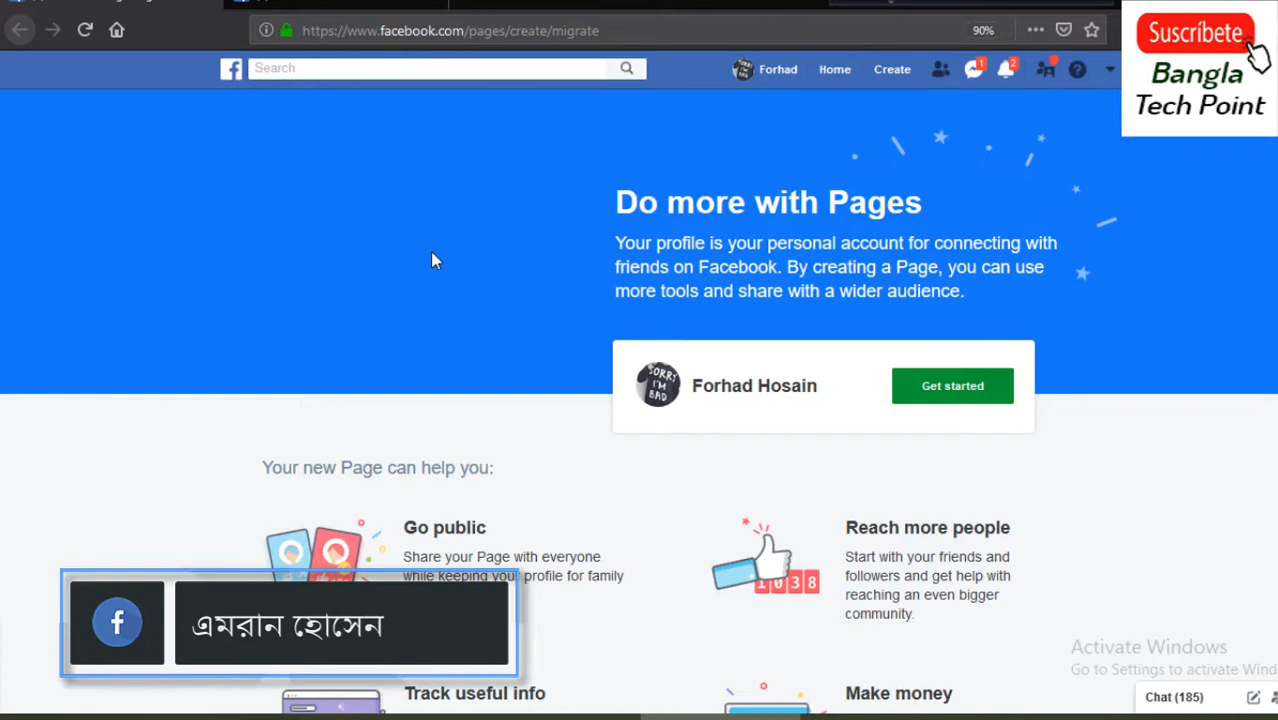 https://www.facebook.com/pages/create/migrate
90%
Suscríbete
Bangla
Tech Point
Search
Forhad
Home
Create
1
2
Do more with Pages
Your profile is your personal account for connecting with
friends on Facebook. By creating a Page, you can use
more tools and share with a wider audience.
SORRY
I'M
BAD
Forhad Hosain
Get started
Your new Page can help you:
Go public
Share your Page with everyone
while keeping your profile for family
Reach more people
Start with your friends and
followers and get help with
reaching an even bigger
community.
1038
এমরান হোসেন
Track useful info
Make money
Activate Windows
Go to Settings to activate Wind
Chat (185)